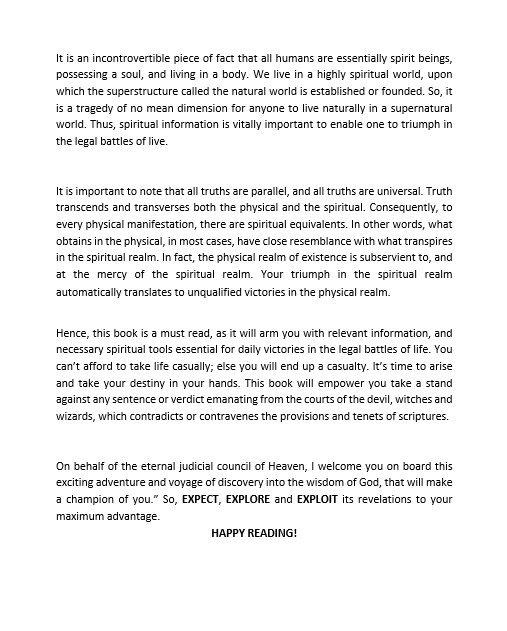 It is an incontrovertible piece of fact that all humans are essentially spirit beings,
possessing a soul, and living in a body. We live in a highly spiritual world, upon
which the superstructure called the natural world is established or founded. So, it
is a tragedy of no mean dimension for anyone to live naturally in a supernatural
world. Thus, spiritual information is vitally important to enable one to triumph in
the legal battles of live.
It is important to note that all truths are parallel, and all truths are universal. Truth
transcends and transverses both the physical and the spiritual. Consequently, to
every physical manifestation, there are spiritual equivalents. In other words, what
obtains in the physical, in most cases, have close resemblance with what transpires
in the spiritual realm. In fact, the physical realm of existence is subservient to, and
at the mercy of the spiritual realm. Your triumph in the spiritual realm
automatically translates to unqualified victories in the physical realm.
Hence, this book is a must read, as it will arm you with relevant information, and
necessary spiritual tools essential for daily victories in the legal battles of life. You
can’t afford to take life casually; else you will end up a casualty. It’s time to arise
and take your destiny in your hands. This book will empower you take a stand
against any sentence or verdict emanating from the courts of the devil, witches and
wizards, which contradicts or contravenes the provisions and tenets of scriptures.
On behalf of the eternal judicial council of Heaven, I welcome you on board this
exciting adventure and voyage of discovery into the wisdom of God, that will make
a champion of you.” So, EXPECT, EXPLORE and EXPLOIT its revelations to your
maximum advantage.
HAPPY READING!